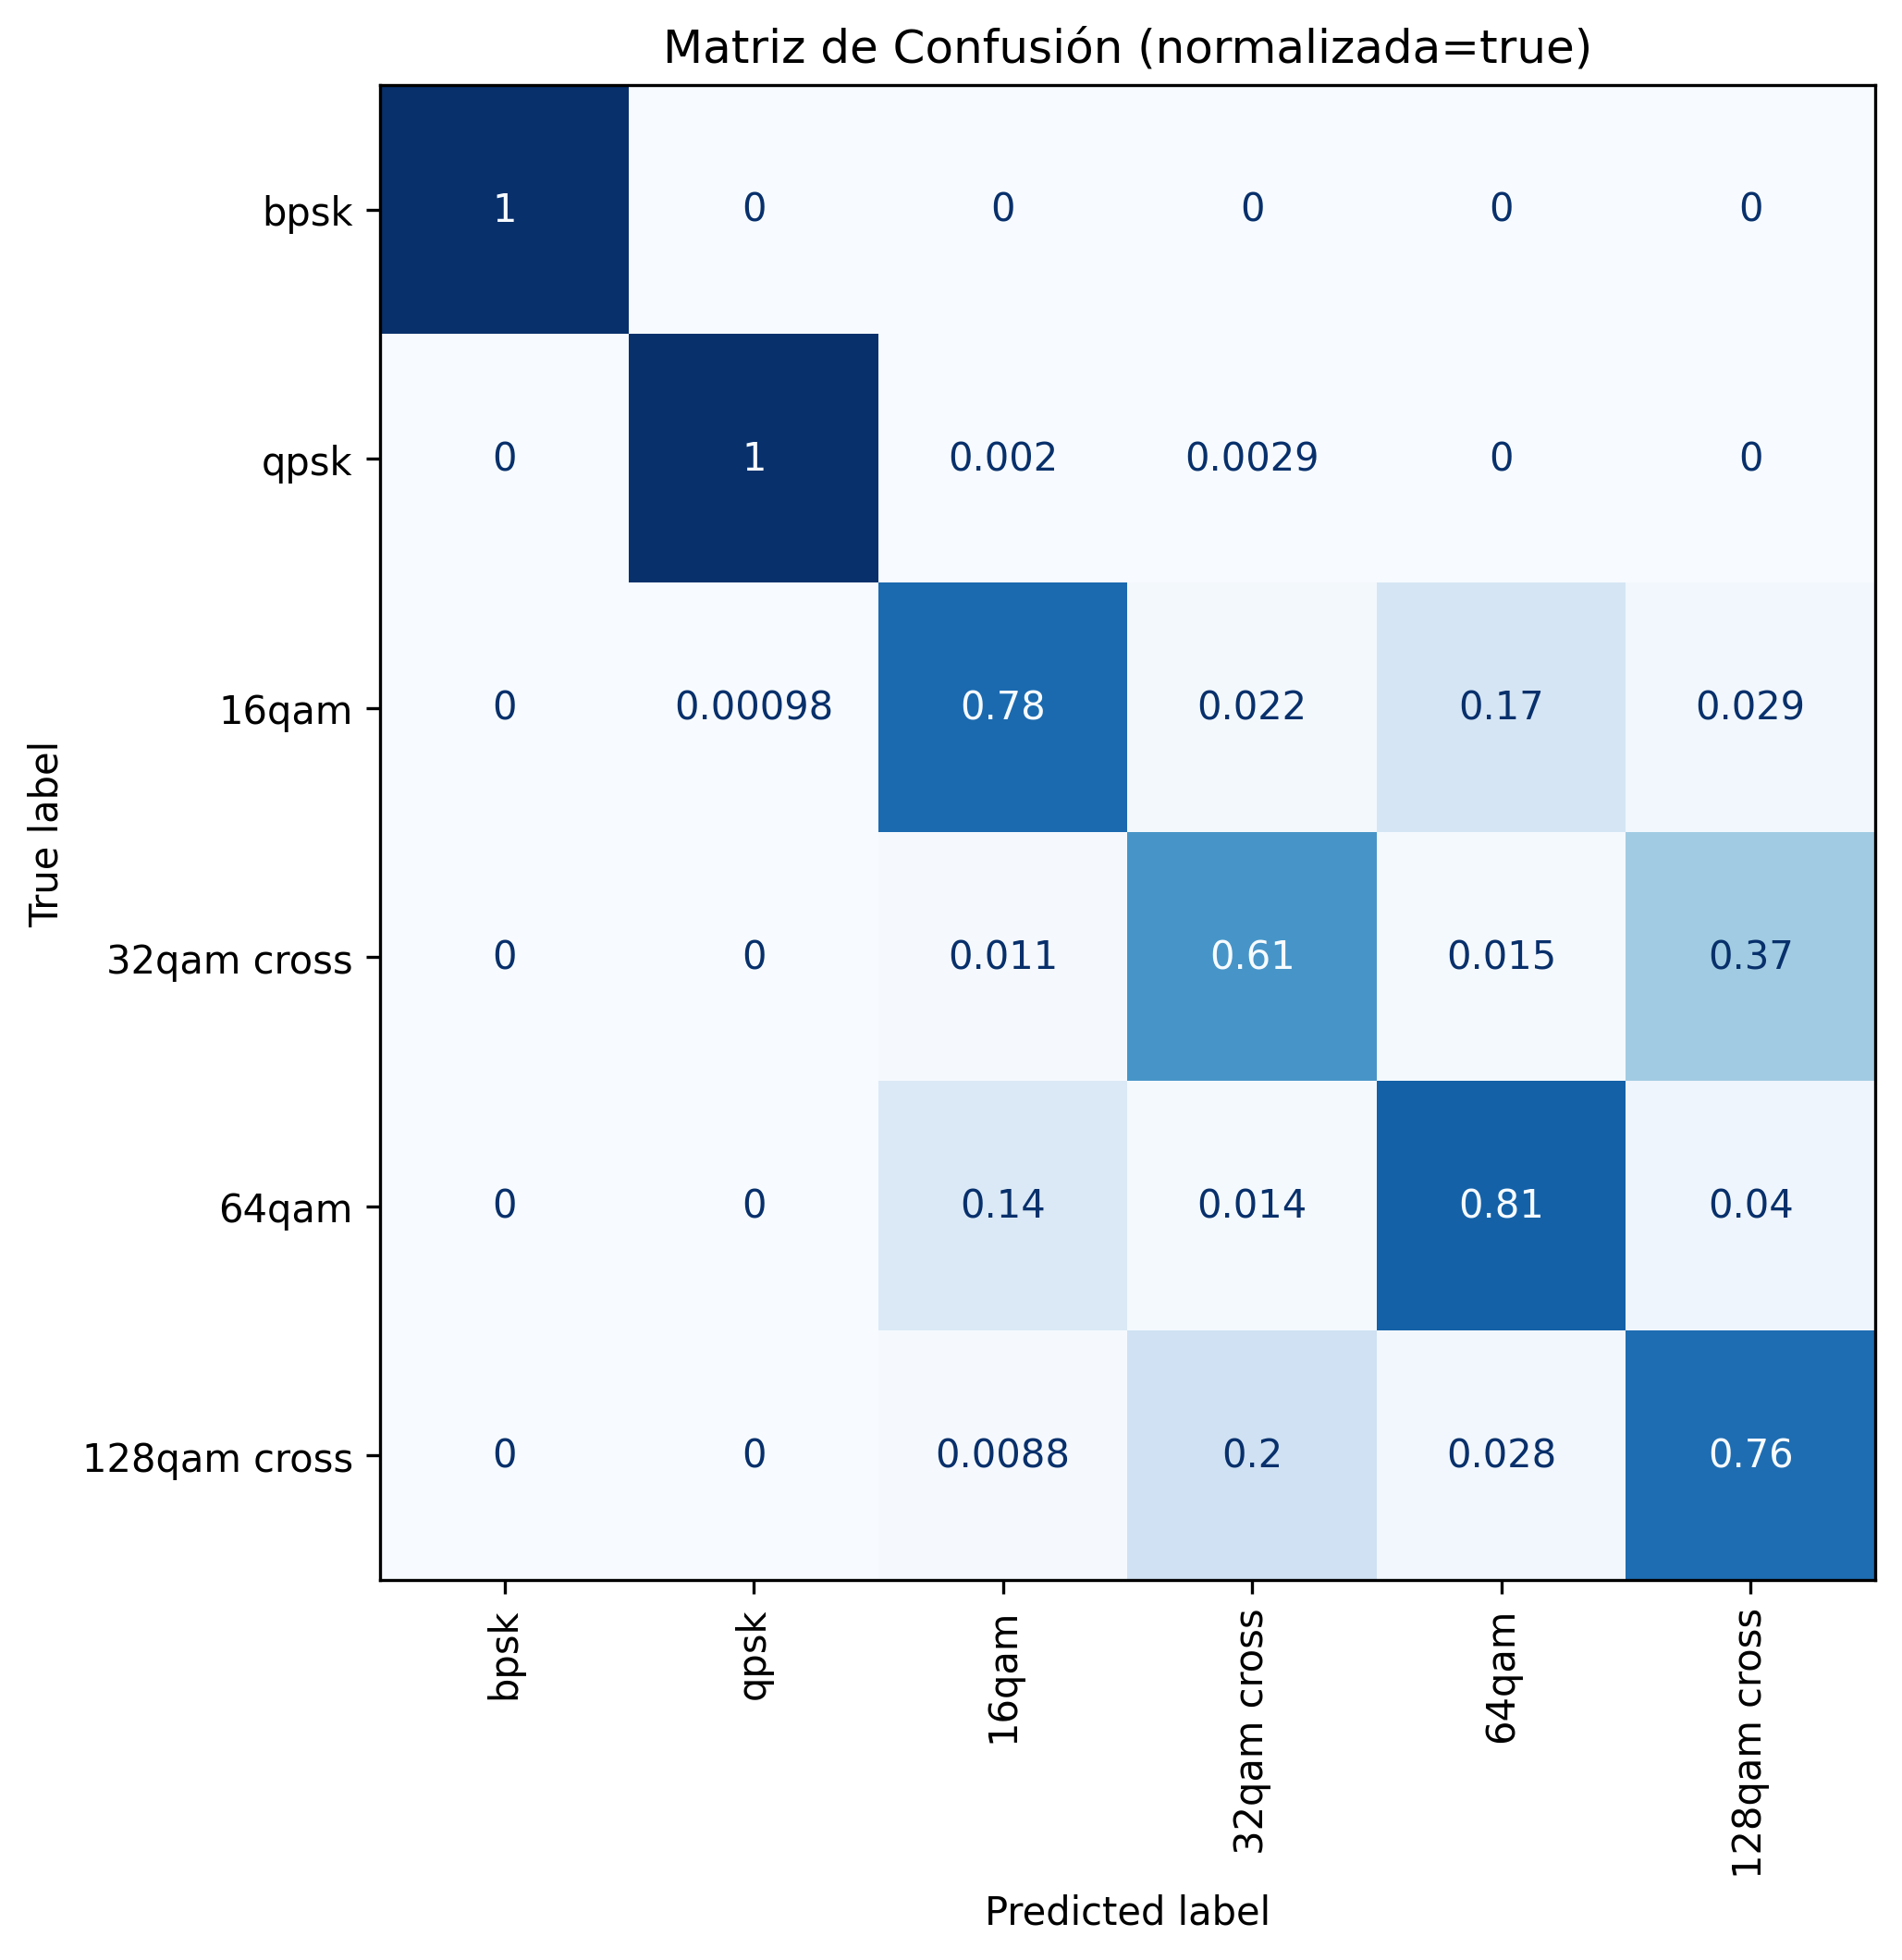 Matriz de Confusión (normalizada=true)
bpsk 1 0 0 0 0 0
qpsk 0 1 0.002 0.0029 0 0
16qam 0 0.00098 0.78 0.022 0.17 0.029
32qam cross 0 0 0.011 0.61 0.015 0.37
64qam 0 0 0.14 0.014 0.81 0.04
128qam cross 0 0 0.0088 0.2 0.028 0.76
True label
bpsk
qpsk
16qam
32qam cross
64qam
128qam cross
Predicted label